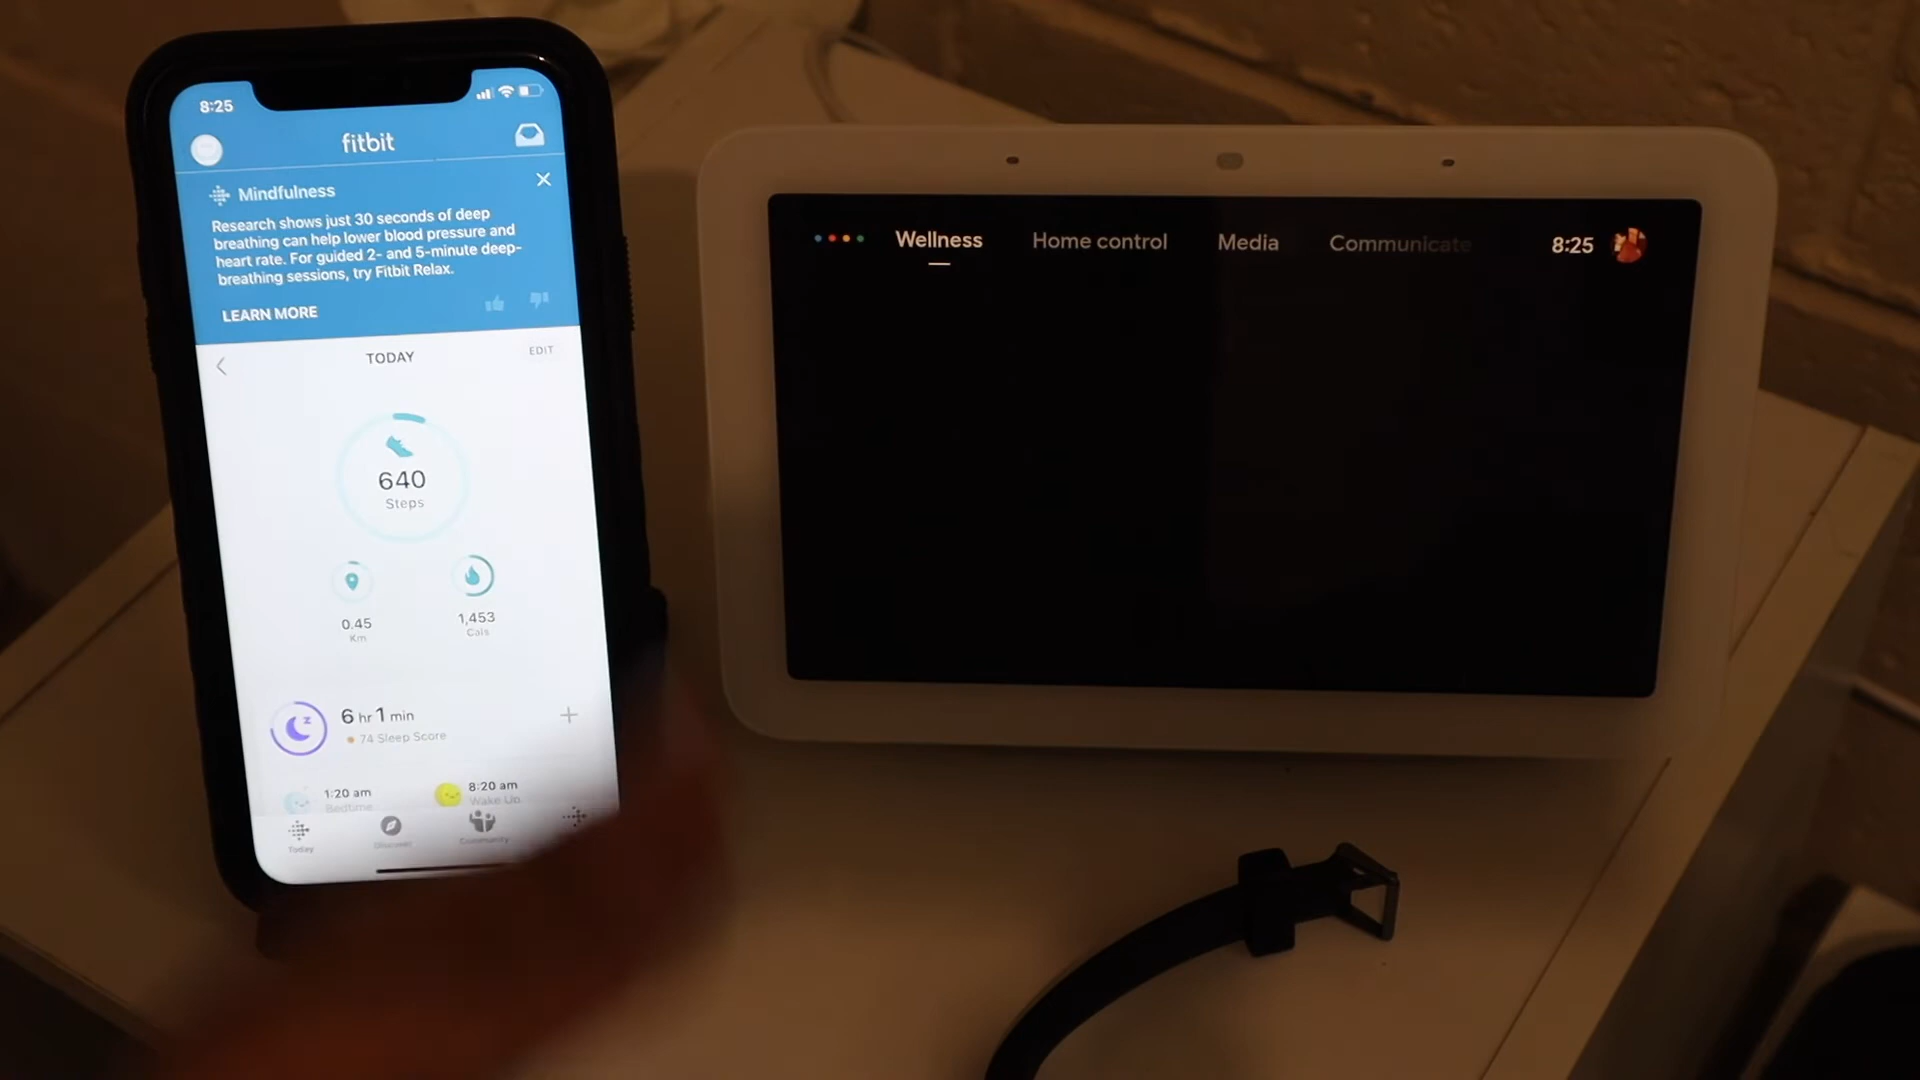 8:25
fitbit
Mindfulness
Research shows just 30 seconds of deep
breathing can help lower blood pressure and
heart rate. For guided 2- and 5-minute deep-
breathing sessions, try Fitbit Relax.
LEARN MORE
TODAY
EDIT
640
Steps
0.45
Km
1,453
Cals
6 hr 1 min
74 Sleep Score
1:20 am
Bedtime
8:20 am
Wake Up
Today
Discover
Community
Wellness
Home control
Media
Communicate
8:25